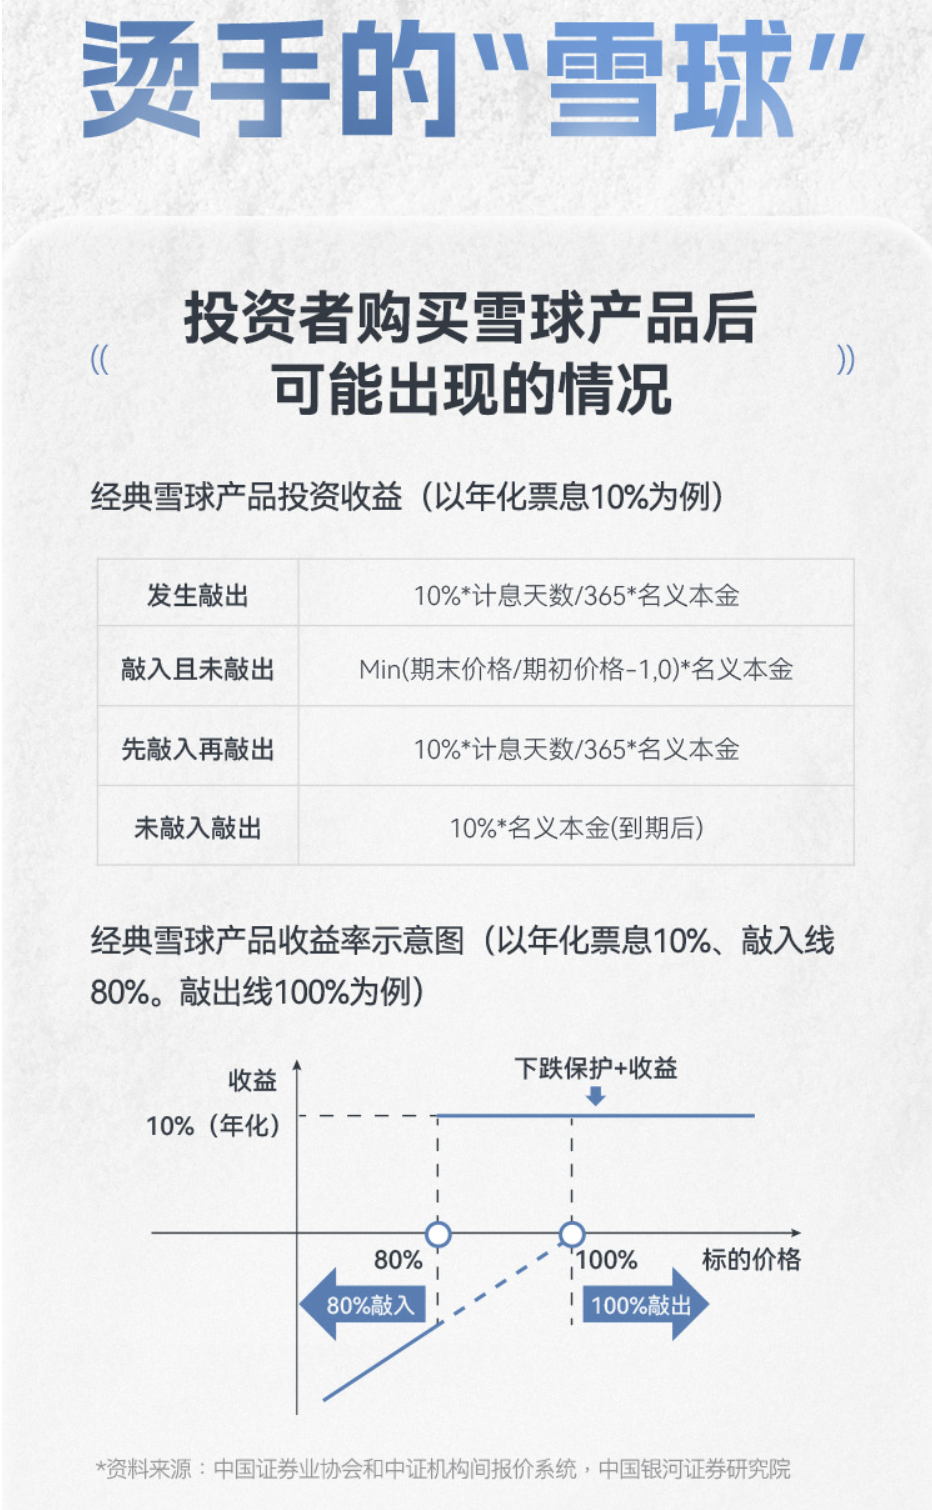 烫手的“雪球”
投资者购买雪球产品后
可能出现的情况
经典雪球产品投资收益（以年化票息10%为例）
发生敲出 10%*计息天数/365*名义本金
敲入且未敲出 Min(期末价格/期初价格-1,0)*名义本金
先敲入再敲出 10%*计息天数/365*名义本金
未敲入敲出 10%*名义本金(到期后)
经典雪球产品收益率示意图（以年化票息10%、敲入线
80%。敲出线100%为例）
收益
下跌保护+收益
10%（年化）
80%
100%
标的价格
80%敲入
100%敲出
*资料来源：中国证券业协会和中证机构间报价系统，中国银河证券研究院